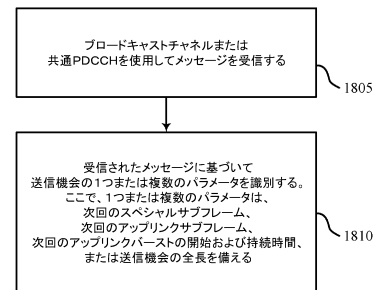 ブロードキャストチャネルまたは
共通PDCCHを使用してメッセージを受信する
1805
受信されたメッセージに基づいて
送信機会の1つまたは複数のパラメータを識別する。
ここで、1つまたは複数のパラメータは、
次回のスペシャルサブフレーム、
次回のアップリンクサブフレーム、
次回のアップリンクバーストの開始および持続時間、
または送信機会の全長を備える
1810